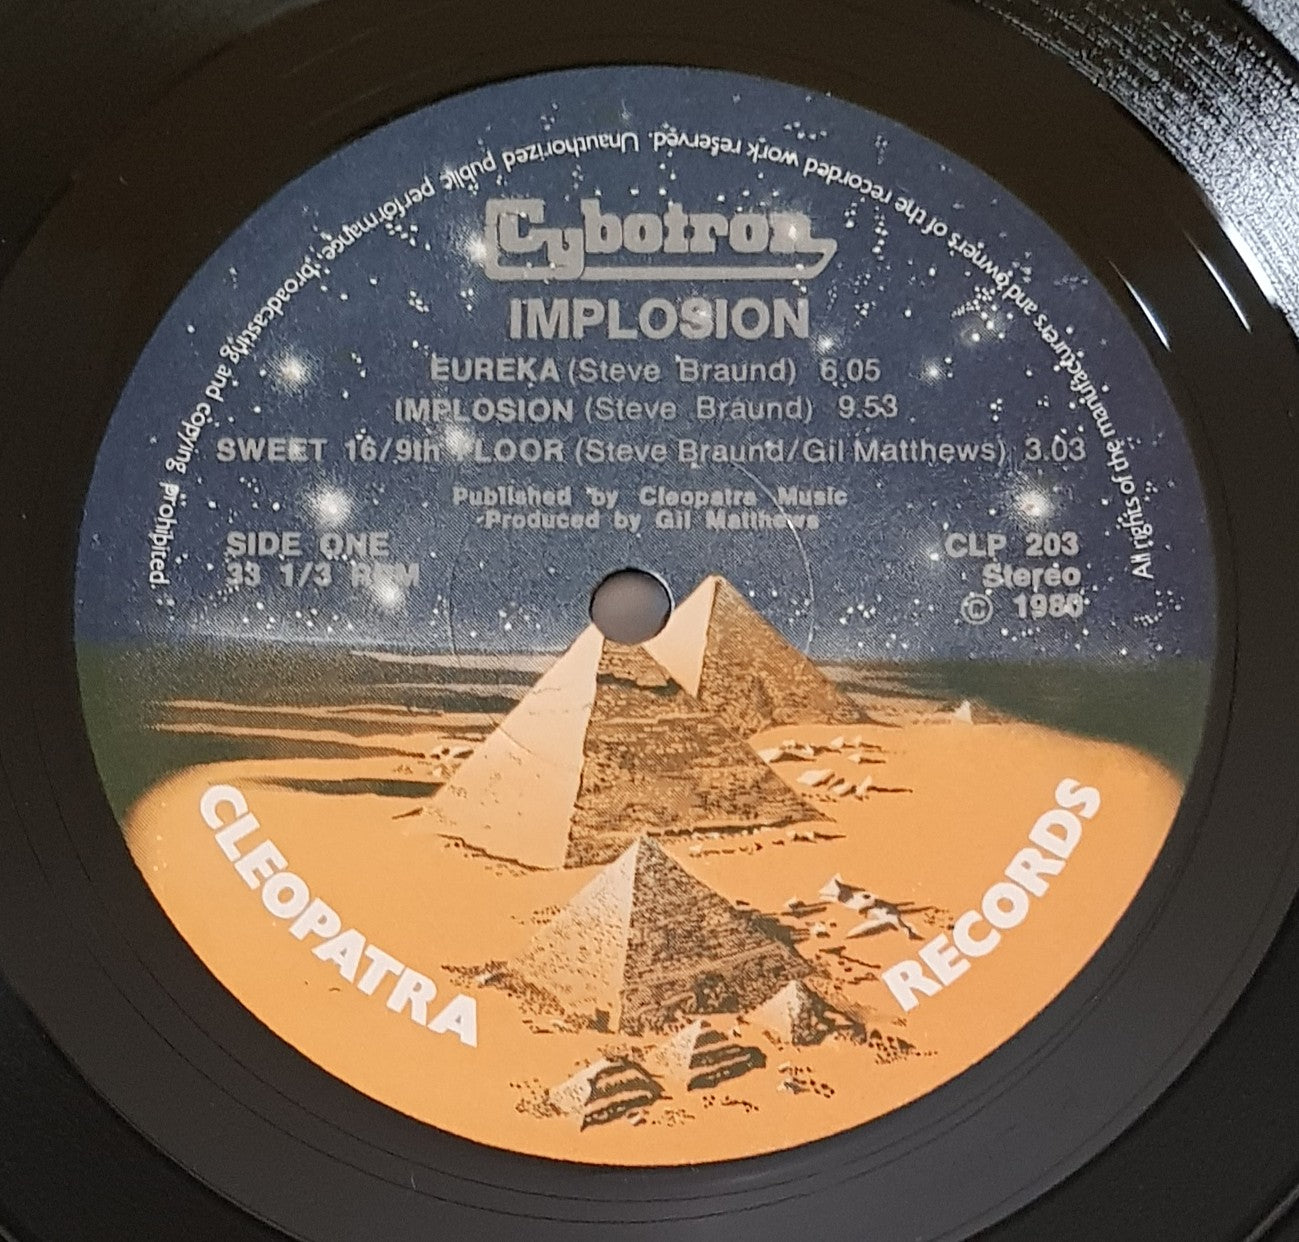 All rights of the manufacturers and owners of the recorded work reserved. Unauthorized public performance, broadcasting and copying prohibited.
Cybotron
IMPLOSION
EUREKA (Steve Braund) 6.05
IMPLOSION (Steve Braund) 9.53
SWEET 16/9th FLOOR (Steve Braund/Gil Matthews) 3.03
Published by Cleopatra Music
Produced by Gil Matthews
SIDE ONE
33 1/3 RPM
CLP 203
Stereo
© 1980
CLEOPATRA RECORDS